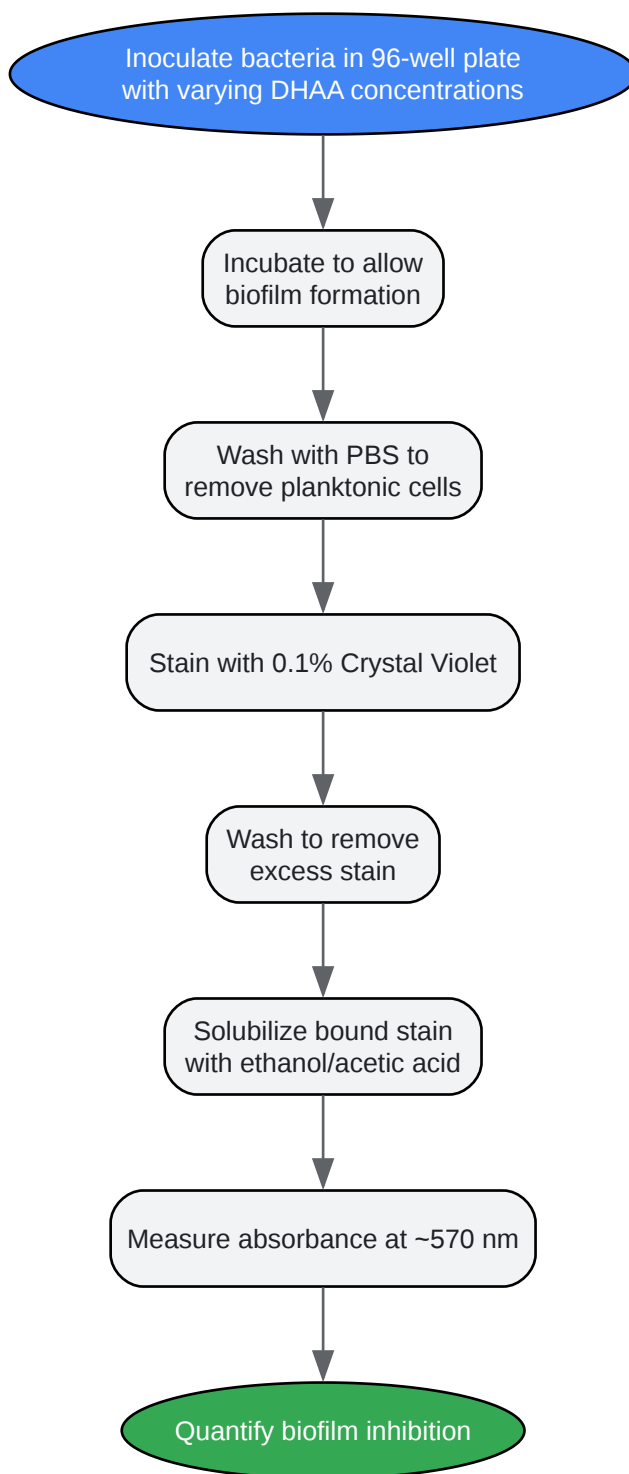 Inoculate bacteria in 96-well plate
with varying DHAA concentrations
Incubate to allow
biofilm formation
Wash with PBS to
remove planktonic cells
Stain with 0.1% Crystal Violet
Wash to remove
excess stain
Solubilize bound stain
with ethanol/acetic acid
Measure absorbance at ~570 nm
Quantify biofilm inhibition